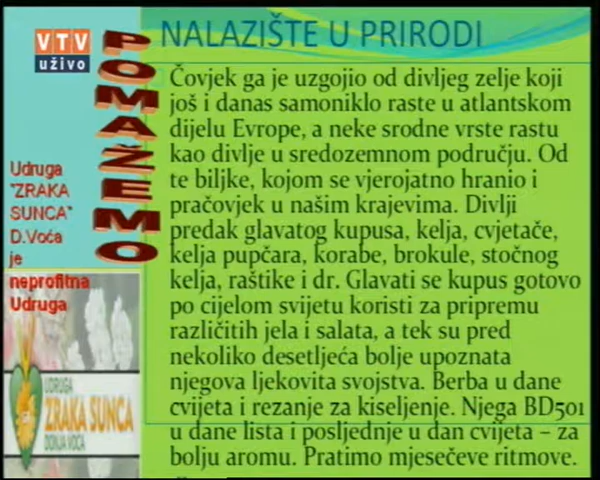 VTV
uživo
POMAŽEMO
NALAZIŠTE U PRIRODI
Čovjek ga je uzgojio od divljeg zelje koji
još i danas samoniklo raste u atlantskom
dijelu Evrope, a neke srodne vrste rastu
kao divlje u sredozemnom području. Od
te biljke, kojom se vjerojatno hranio i
pračovjek u našim krajevima. Divlji
predak glavatog kupusa, kelja, cvjetače,
kelja pupčara, korabe, brokule, stočnog
kelja, raštike i dr. Glavati se kupus gotovo
po cijelom svijetu koristi za pripremu
različitih jela i salata, a tek su pred
nekoliko desetljeća bolje upoznata
njegova ljekovita svojstva. Berba u dane
cvijeta i rezanje za kiseljenje. Njega BD501
u dane lista i posljednje u dan cvijeta – za
bolju aromu. Pratimo mjesečeve ritmove.
Udruga
"ZRAKA
SUNCA"
D.Voća
je
neprofitna
Udruga
UDRUGA
ZRAKA SUNCA
DONJA VOĆA